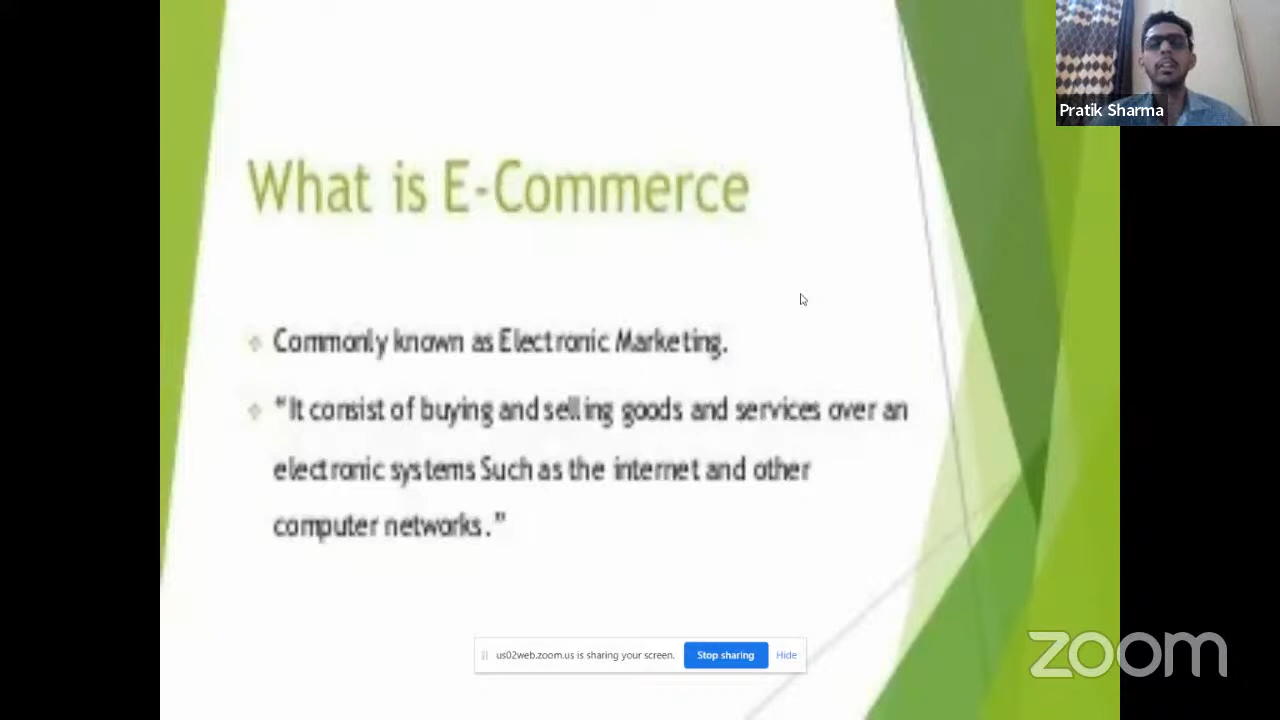 Pratik Sharma
What is E-Commerce
Commonly known as Electronic Marketing.
"It consist of buying and selling goods and services over an
electronic systems Such as the internet and other
computer networks."
us02web.zoom.us is sharing your screen. Stop sharing Hide
zoom